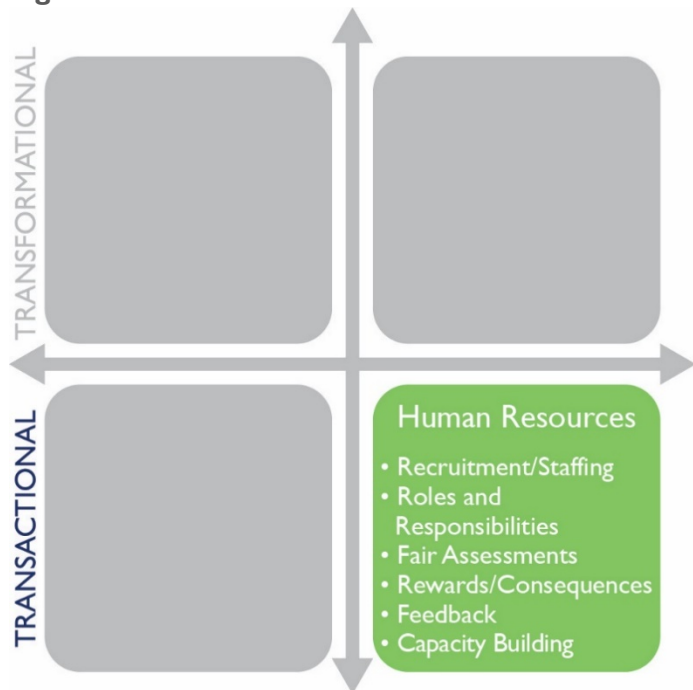 TRANSFORMATIONAL
TRANSACTIONAL
Human Resources
• Recruitment/Staffing
• Roles and
Responsibilities
• Fair Assessments
• Rewards/Consequences
• Feedback
• Capacity Building